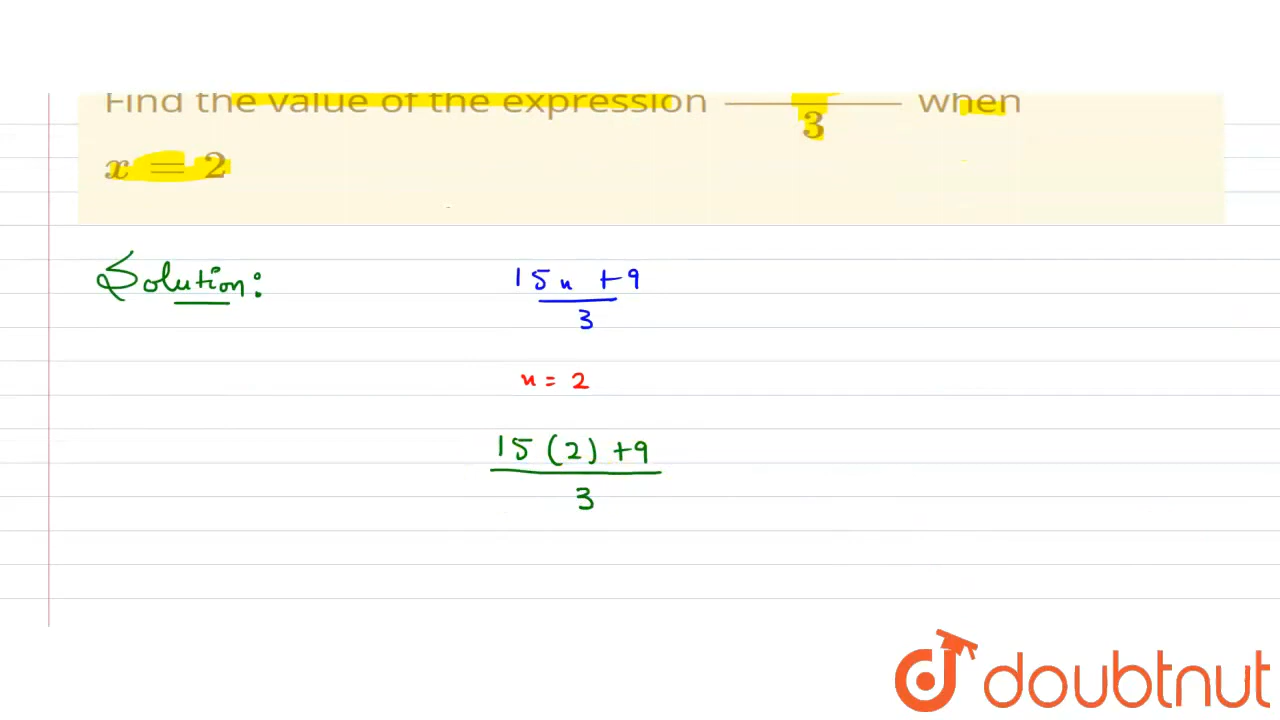 Find the value of the expression ―― when
3
x = 2
Solution:
15x + 9
3
x = 2
15 (2) + 9
3
doubtnut